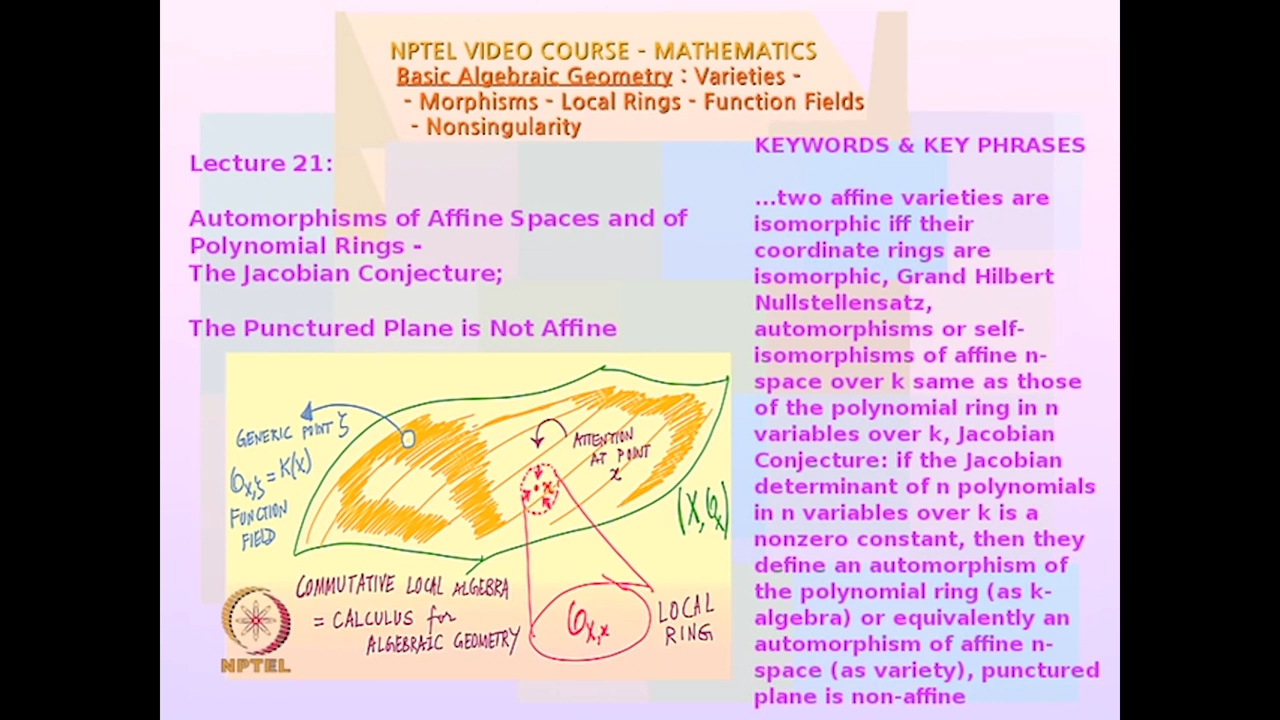 NPTEL VIDEO COURSE - MATHEMATICS
Basic Algebraic Geometry : Varieties -
- Morphisms - Local Rings - Function Fields
- Nonsingularity
Lecture 21:
Automorphisms of Affine Spaces and of
Polynomial Rings -
The Jacobian Conjecture;
The Punctured Plane is Not Affine
GENERIC POINT ξ
O_{X,ξ} = K(X)
FUNCTION
FIELD
ATTENTION
AT POINT
x
(X, O_X)
COMMUTATIVE LOCAL ALGEBRA
= CALCULUS for
ALGEBRAIC GEOMETRY
O_{X,x}
LOCAL
RING
NPTEL
KEYWORDS & KEY PHRASES
...two affine varieties are
isomorphic iff their
coordinate rings are
isomorphic, Grand Hilbert
Nullstellensatz,
automorphisms or self-
isomorphisms of affine n-
space over k same as those
of the polynomial ring in n
variables over k, Jacobian
Conjecture: if the Jacobian
determinant of n polynomials
in n variables over k is a
nonzero constant, then they
define an automorphism of
the polynomial ring (as k-
algebra) or equivalently an
automorphism of affine n-
space (as variety), punctured
plane is non-affine